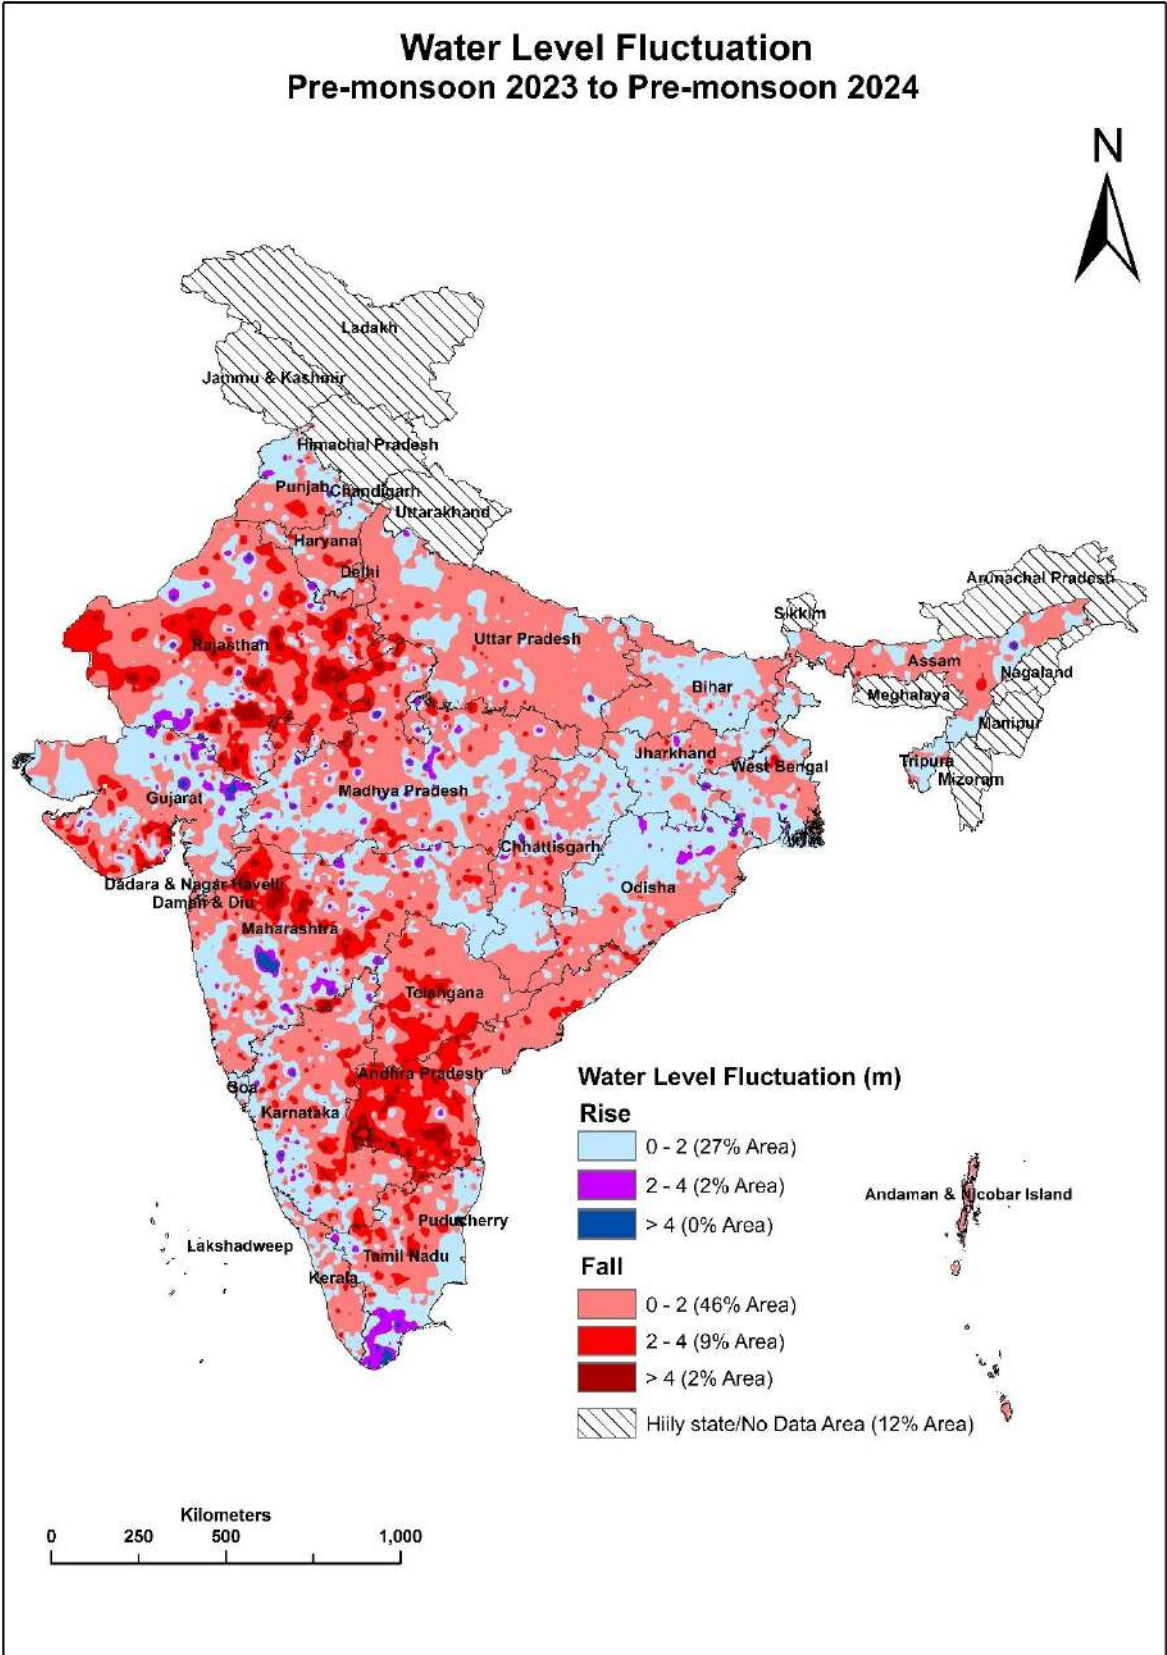 Water Level Fluctuation
Pre-monsoon 2023 to Pre-monsoon 2024
N
Ladakh
Jammu & Kashmir
Himachal Pradesh
Punjab
Chandigarh
Uttarakhand
Haryana
Delhi
Arunachal Pradesh
Sikkim
Rajasthan
Uttar Pradesh
Assam
Nagaland
Bihar
Meghalaya
Manipur
Jharkhand
West Bengal
Tripura
Mizoram
Gujarat
Madhya Pradesh
Chhattisgarh
Dadara & Nagar Havelli
Daman & Diu
Odisha
Maharashtra
Telangana
Andhra Pradesh
Goa
Karnataka
Puducherry
Lakshadweep
Tamil Nadu
Kerala
Andaman & Nicobar Island
Water Level Fluctuation (m)
Rise
0 - 2 (27% Area)
2 - 4 (2% Area)
> 4 (0% Area)
Fall
0 - 2 (46% Area)
2 - 4 (9% Area)
> 4 (2% Area)
Hiily state/No Data Area (12% Area)
Kilometers
0 250 500 1,000